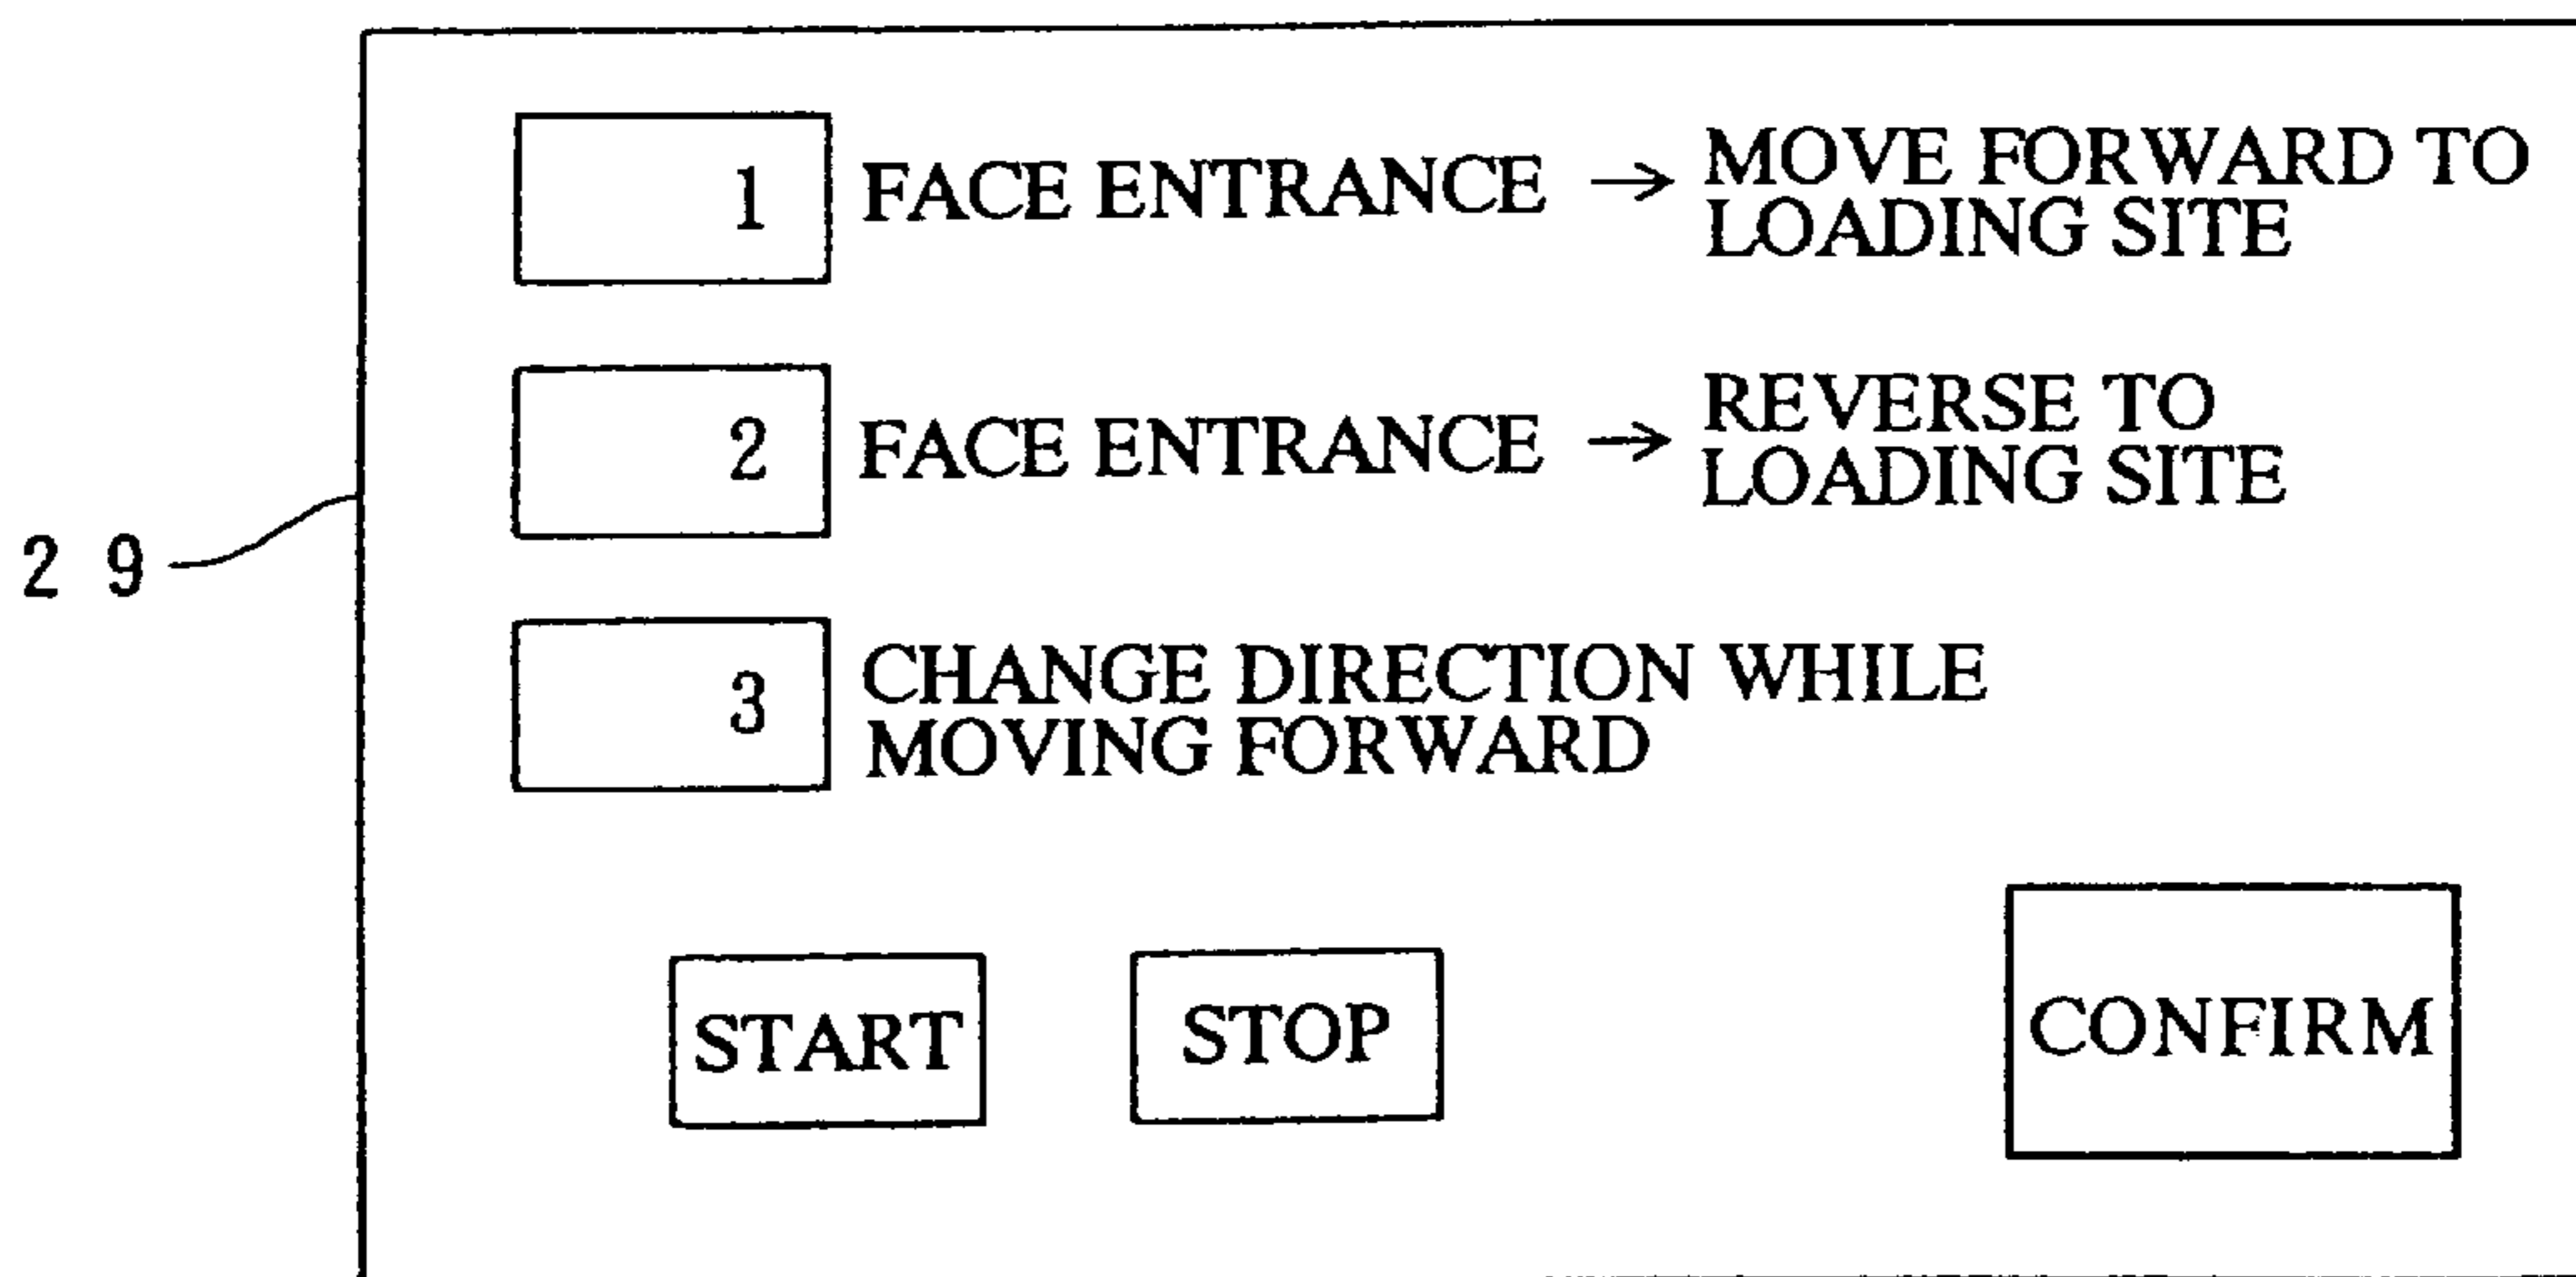 1 FACE ENTRANCE → MOVE FORWARD TO
LOADING SITE
2 FACE ENTRANCE → REVERSE TO
LOADING SITE
29
3 CHANGE DIRECTION WHILE
MOVING FORWARD
START STOP CONFIRM